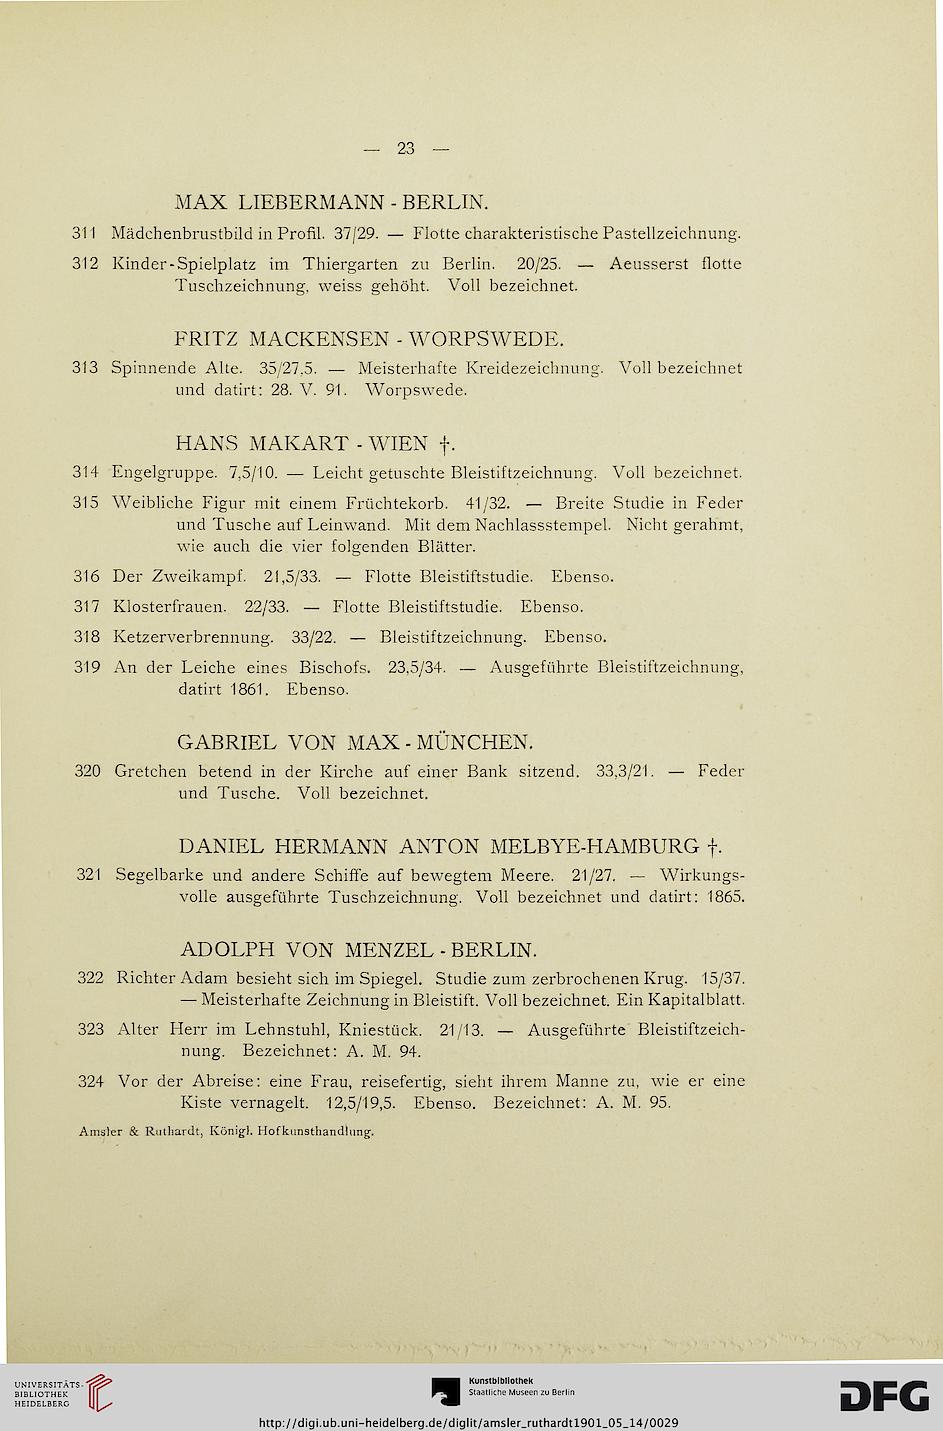 — 23 —
MAX LIEBERMANN - BERLIN.
311 Mädchenbrustbild in Profil. 37/29. — Flotte charakteristische Pastellzeichnung.
312 Kinder-Spielplatz im Thiergarten zu Berlin. 20/25. — Aeusserst flotte
Tuschzeichnung, weiss gehöht. Voll bezeichnet.
FRITZ MACKENSEN - WORPSWEDE.
313 Spinnende Alte. 35/27,5. — Meisterhafte Kreidezeichnung. Voll bezeichnet
und datirt: 28. V. 91. Worpswede.
HANS MAKART - WIEN †.
314 Engelgruppe. 7,5/10. — Leicht getuschte Bleistiftzeichnung. Voll bezeichnet.
315 Weibliche Figur mit einem Früchtekorb. 41/32. — Breite Studie in Feder
und Tusche auf Leinwand. Mit dem Nachlassstempel. Nicht gerahmt,
wie auch die vier folgenden Blätter.
316 Der Zweikampf. 21,5/33. — Flotte Bleistiftstudie. Ebenso.
317 Klosterfrauen. 22/33. — Flotte Bleistiftstudie. Ebenso.
318 Ketzerverbrennung. 33/22. — Bleistiftzeichnung. Ebenso.
319 An der Leiche eines Bischofs. 23,5/34. — Ausgeführte Bleistiftzeichnung,
datirt 1861. Ebenso.
GABRIEL VON MAX - MÜNCHEN.
320 Gretchen betend in der Kirche auf einer Bank sitzend. 33,3/21. — Feder
und Tusche. Voll bezeichnet.
DANIEL HERMANN ANTON MELBYE-HAMBURG †.
321 Segelbarke und andere Schiffe auf bewegtem Meere. 21/27. — Wirkungs-
volle ausgeführte Tuschzeichnung. Voll bezeichnet und datirt: 1865.
ADOLPH VON MENZEL - BERLIN.
322 Richter Adam besieht sich im Spiegel. Studie zum zerbrochenen Krug. 15/37.
— Meisterhafte Zeichnung in Bleistift. Voll bezeichnet. Ein Kapitalblatt.
323 Alter Herr im Lehnstuhl, Kniestück. 21/13. — Ausgeführte Bleistiftzeich-
nung. Bezeichnet: A. M. 94.
324 Vor der Abreise: eine Frau, reisefertig, sieht ihrem Manne zu, wie er eine
Kiste vernagelt. 12,5/19,5. Ebenso. Bezeichnet: A. M. 95.
Amsler & Ruthardt, Königl. Hofkunsthandlung.
UNIVERSITÄTS-
BIBLIOTHEK
HEIDELBERG
Kunstbibliothek
Staatliche Museen zu Berlin
DFG
http://digi.ub.uni-heidelberg.de/diglit/amsler_ruthardt1901_05_14/0029